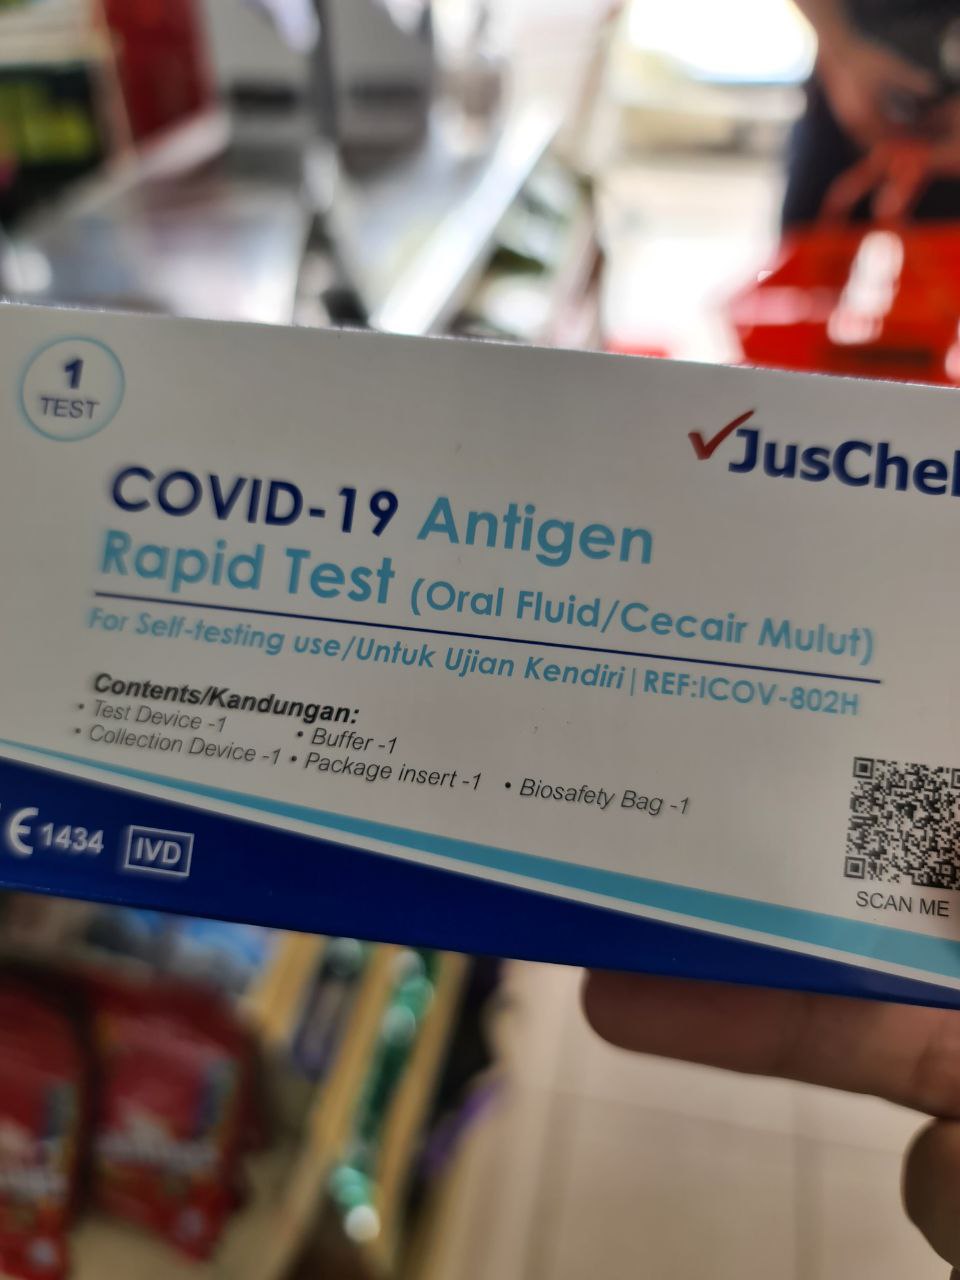 1
TEST
JusChe
COVID-19 Antigen
Rapid Test (Oral Fluid/Cecair Mulut)
For Self-testing use/Untuk Ujian Kendiri | REF:ICOV-802H
Contents/Kandungan:
• Test Device -1 • Buffer -1
• Collection Device -1 • Package insert -1 • Biosafety Bag -1
CE 1434 IVD
SCAN ME